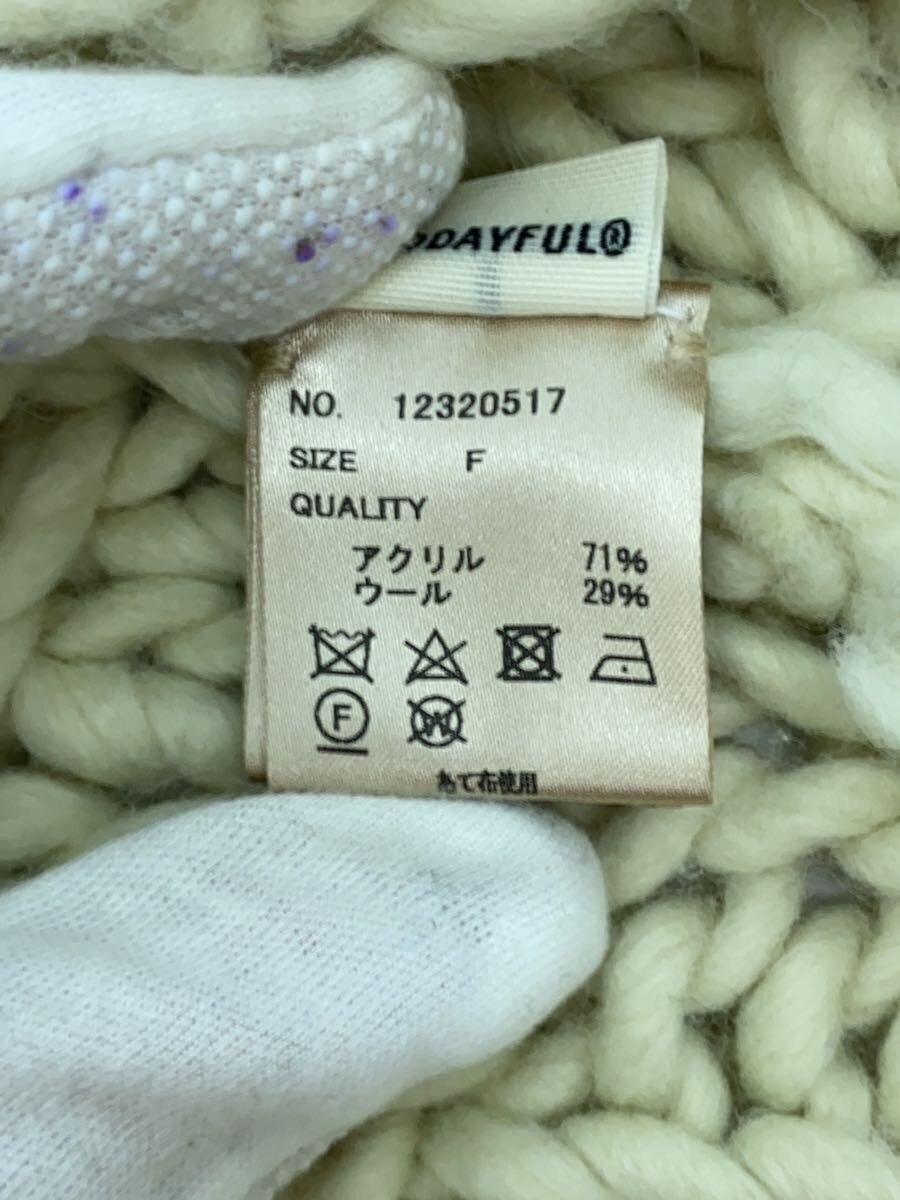 ODAYFUL®
NO. 12320517
SIZE F
QUALITY
アクリル 71%
ウール 29%
F
W
あて布使用